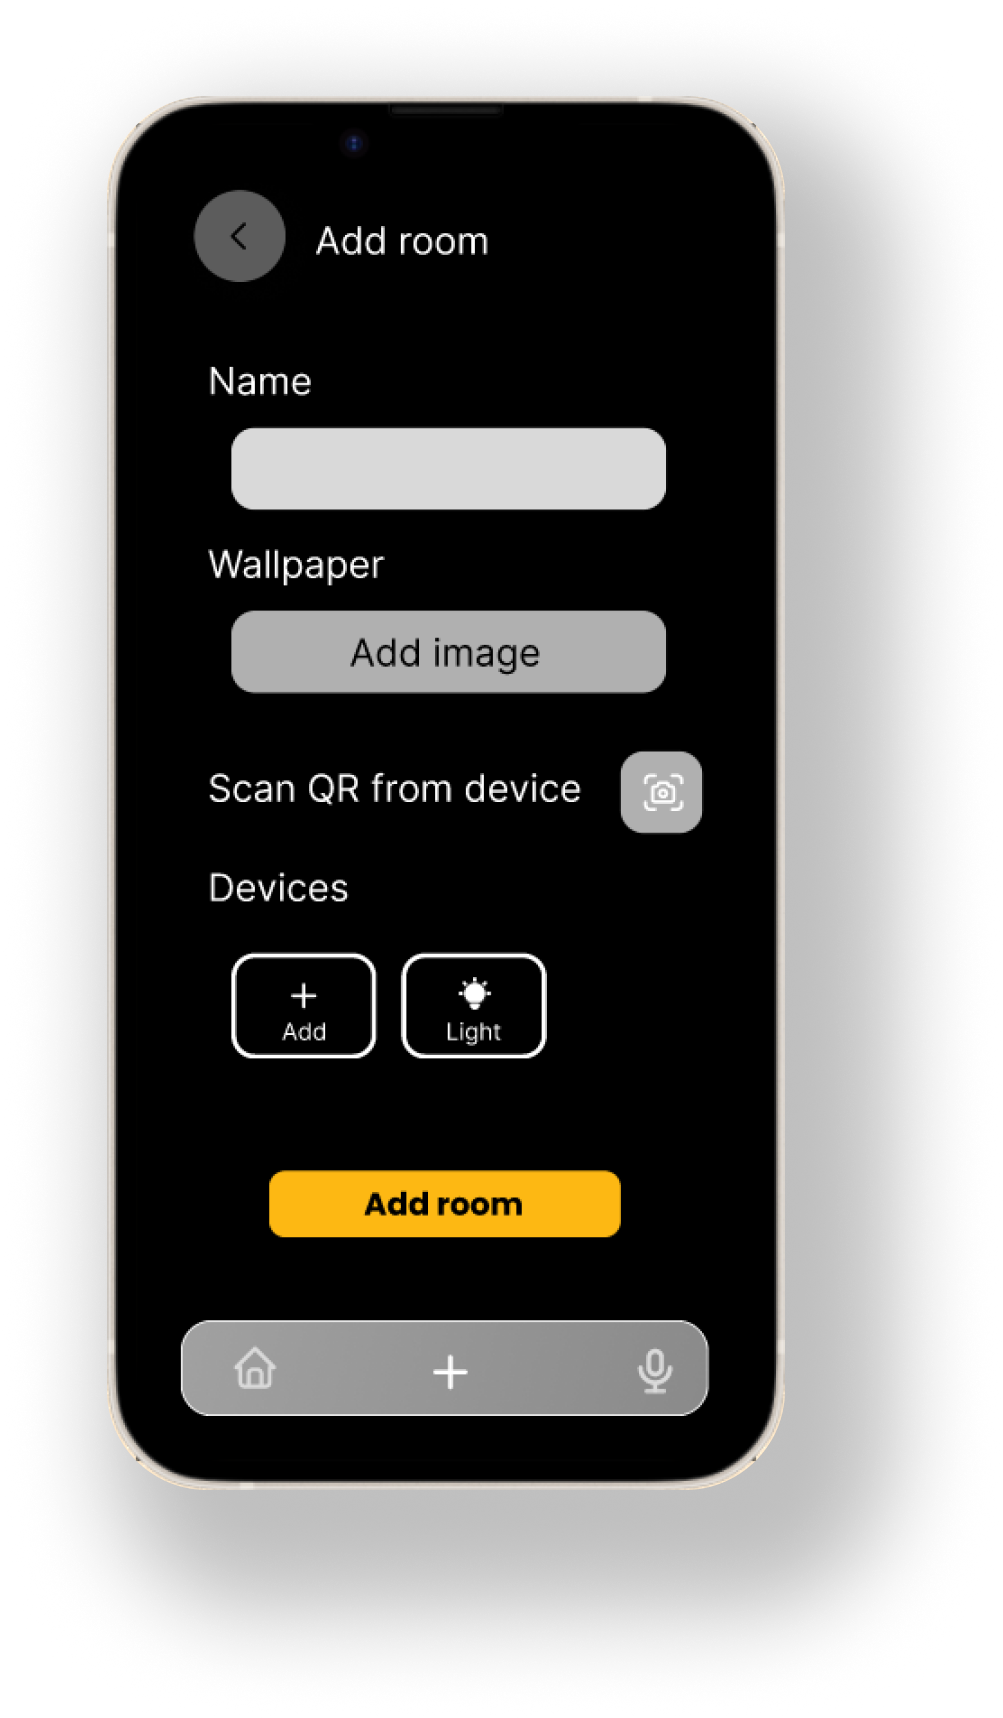 Add room
Name
Wallpaper
Add image
Scan QR from device
Devices
Add
Light
Add room